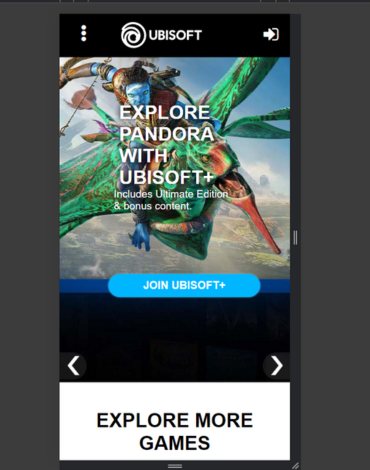 UBISOFT
EXPLORE
PANDORA
WITH
UBISOFT+
Includes Ultimate Edition
& bonus content.
JOIN UBISOFT+
EXPLORE MORE
GAMES